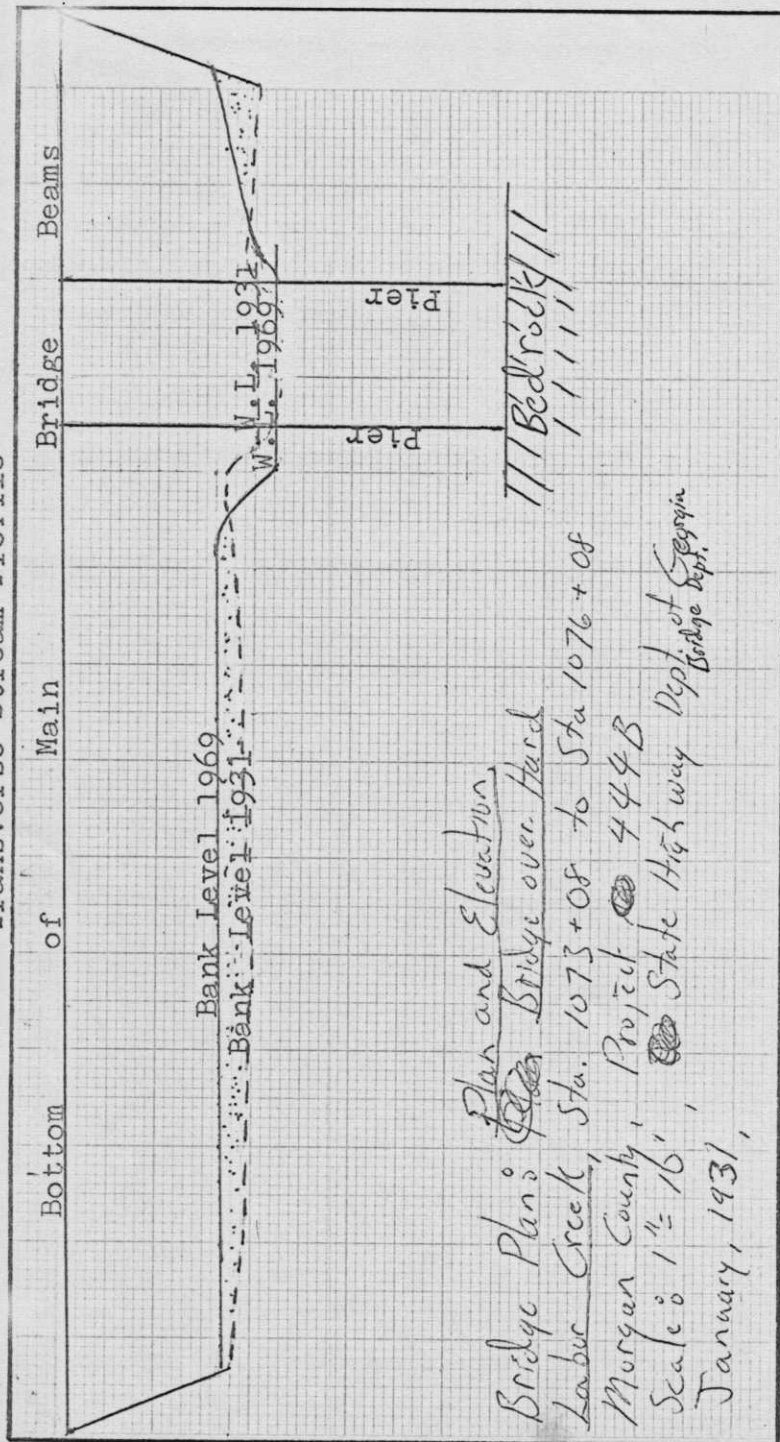 Transverse Stream Profile
Bottom of Main Bridge Beams
Bank Level 1969
Bank Level 1931
W.L. 1931
W.L. 1969
Pier
Pier
Bedrock
Bridge Plan: Plan and Elevation
Bridge over Hard
Labor Creek, Sta. 1073+08 to Sta 1076+08
Morgan County, Project 444B
Scale: 1"=16', State Highway Dept. of Georgia
Bridge Dept.
January, 1931,